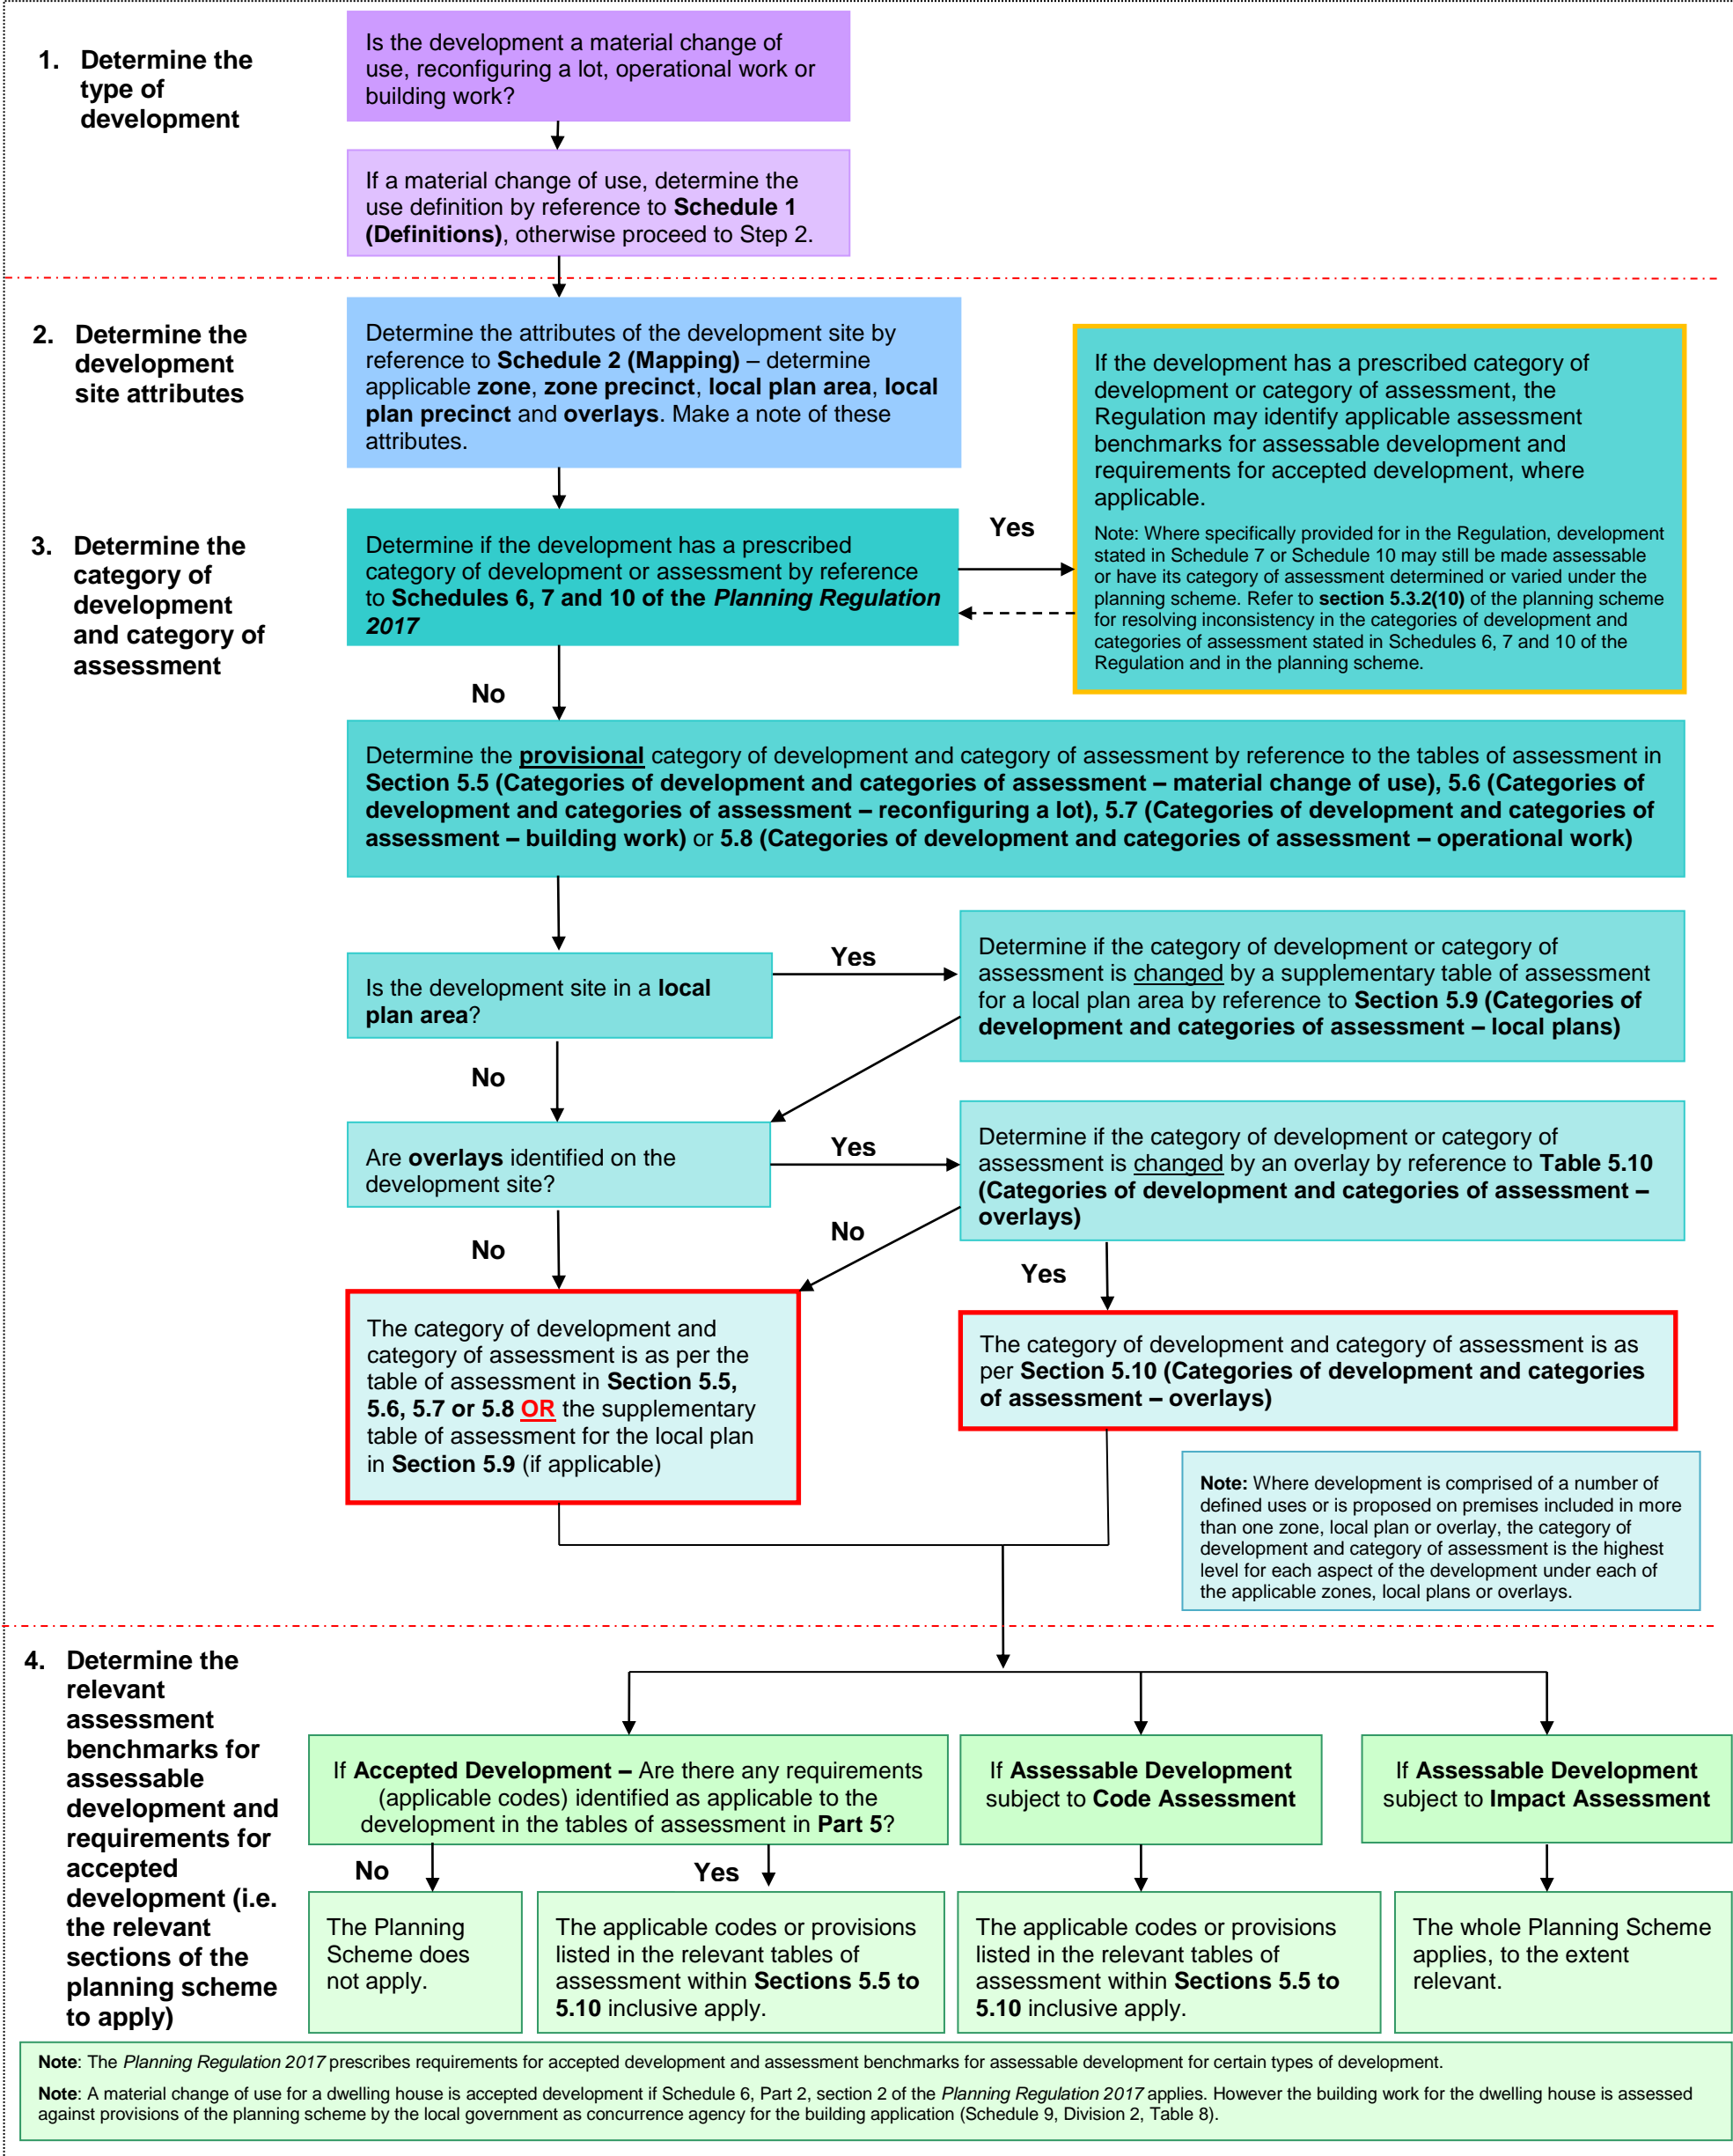 1. Determine the
type of
development
Is the development a material change of
use, reconfiguring a lot, operational work or
building work?
If a material change of use, determine the
use definition by reference to Schedule 1
(Definitions), otherwise proceed to Step 2.
2. Determine the
development
site attributes
Determine the attributes of the development site by
reference to Schedule 2 (Mapping) – determine
applicable zone, zone precinct, local plan area, local
plan precinct and overlays. Make a note of these
attributes.
If the development has a prescribed category of
development or category of assessment, the
Regulation may identify applicable assessment
benchmarks for assessable development and
requirements for accepted development, where
applicable.
Note: Where specifically provided for in the Regulation, development
stated in Schedule 7 or Schedule 10 may still be made assessable
or have its category of assessment determined or varied under the
planning scheme. Refer to section 5.3.2(10) of the planning scheme
for resolving inconsistency in the categories of development and
categories of assessment stated in Schedules 6, 7 and 10 of the
Regulation and in the planning scheme.
3. Determine the
category of
development
and category of
assessment
Determine if the development has a prescribed
category of development or assessment by reference
to Schedules 6, 7 and 10 of the Planning Regulation
2017
Yes
No
Determine the provisional category of development and category of assessment by reference to the tables of assessment in
Section 5.5 (Categories of development and categories of assessment – material change of use), 5.6 (Categories of
development and categories of assessment – reconfiguring a lot), 5.7 (Categories of development and categories of
assessment – building work) or 5.8 (Categories of development and categories of assessment – operational work)
Is the development site in a local
plan area?
Yes
Determine if the category of development or category of
assessment is changed by a supplementary table of assessment
for a local plan area by reference to Section 5.9 (Categories of
development and categories of assessment – local plans)
No
Are overlays identified on the
development site?
Yes
Determine if the category of development or category of
assessment is changed by an overlay by reference to Table 5.10
(Categories of development and categories of assessment –
overlays)
No
No
Yes
The category of development and
category of assessment is as per the
table of assessment in Section 5.5,
5.6, 5.7 or 5.8 OR the supplementary
table of assessment for the local plan
in Section 5.9 (if applicable)
The category of development and category of assessment is as
per Section 5.10 (Categories of development and categories
of assessment – overlays)
Note: Where development is comprised of a number of
defined uses or is proposed on premises included in more
than one zone, local plan or overlay, the category of
development and category of assessment is the highest
level for each aspect of the development under each of
the applicable zones, local plans or overlays.
4. Determine the
relevant
assessment
benchmarks for
assessable
development and
requirements for
accepted
development (i.e.
the relevant
sections of the
planning scheme
to apply)
If Accepted Development – Are there any requirements
(applicable codes) identified as applicable to the
development in the tables of assessment in Part 5?
If Assessable Development
subject to Code Assessment
If Assessable Development
subject to Impact Assessment
No
Yes
The Planning
Scheme does
not apply.
The applicable codes or provisions
listed in the relevant tables of
assessment within Sections 5.5 to
5.10 inclusive apply.
The applicable codes or provisions
listed in the relevant tables of
assessment within Sections 5.5 to
5.10 inclusive apply.
The whole Planning Scheme
applies, to the extent
relevant.
Note: The Planning Regulation 2017 prescribes requirements for accepted development and assessment benchmarks for assessable development for certain types of development.
Note: A material change of use for a dwelling house is accepted development if Schedule 6, Part 2, section 2 of the Planning Regulation 2017 applies. However the building work for the dwelling house is assessed
against provisions of the planning scheme by the local government as concurrence agency for the building application (Schedule 9, Division 2, Table 8).